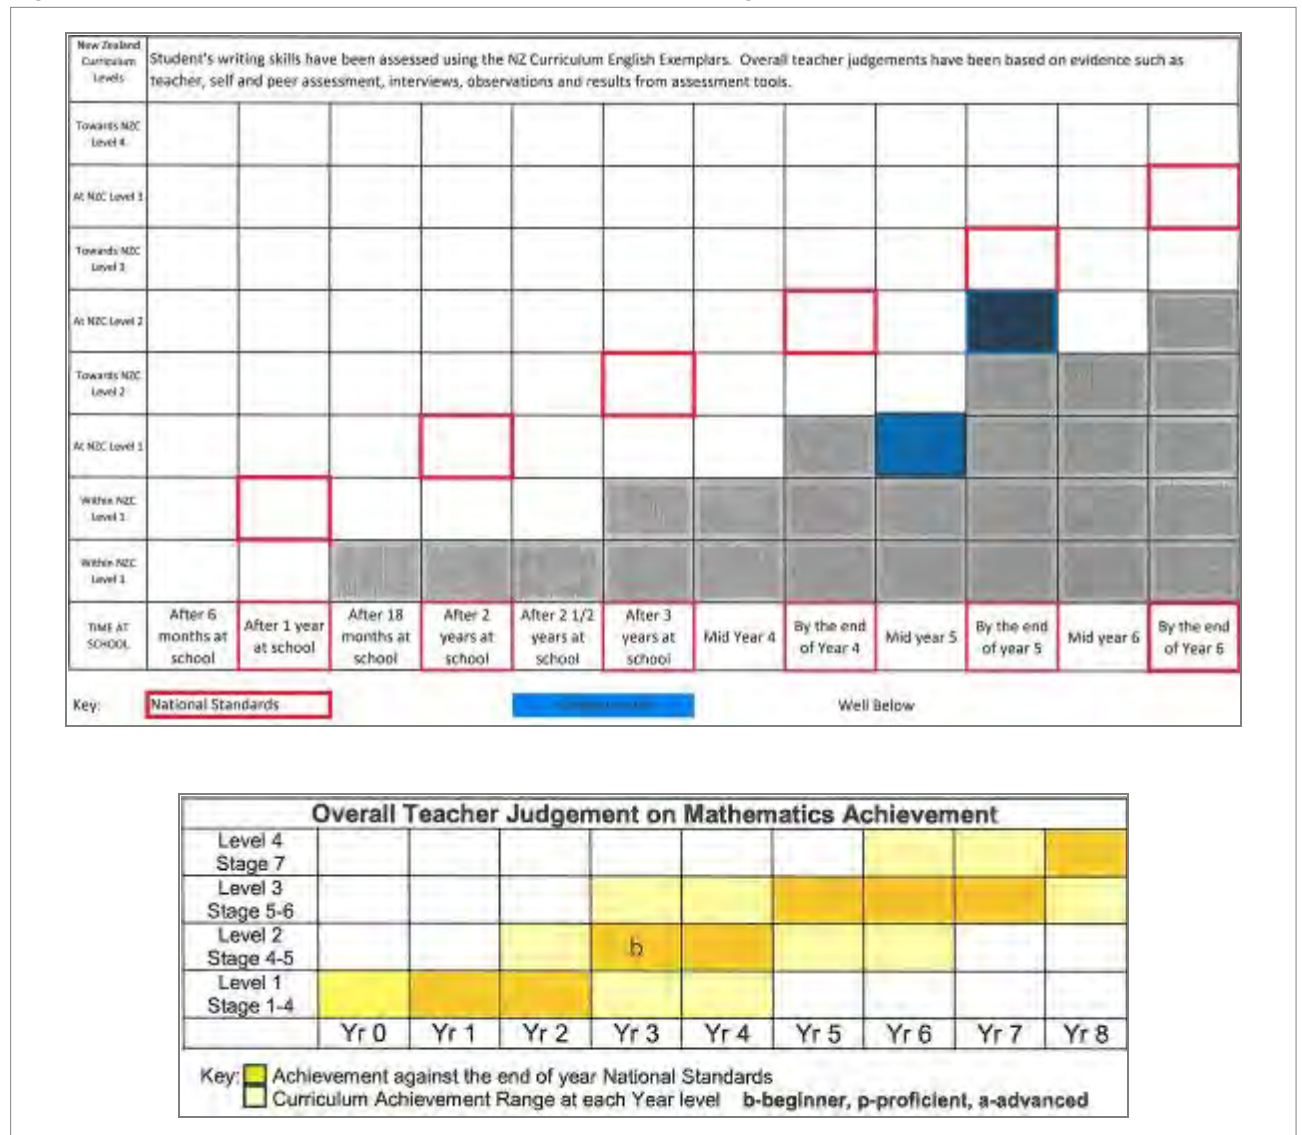 New Zealand
Curriculum
Levels
Student's writing skills have been assessed using the NZ Curriculum English Exemplars. Overall teacher judgements have been based on evidence such as
teacher, self and peer assessment, interviews, observations and results from assessment tools.
Towards NZC
Level 4
At NZC Level 3
Towards NZC
Level 3
At NZC Level 2
Towards NZC
Level 2
At NZC Level 1
Within NZC
Level 1
Within NZC
Level 1
TIME AT
SCHOOL
After 6
months at
school
After 1 year
at school
After 18
months at
school
After 2
years at
school
After 2 1/2
years at
school
After 3
years at
school
Mid Year 4
By the end
of Year 4
Mid year 5
By the end
of year 5
Mid year 6
By the end
of Year 6
Key:
National Standards
Well Below
Overall Teacher Judgement on Mathematics Achievement
Level 4
Stage 7
Level 3
Stage 5-6
Level 2
Stage 4-5
b
Level 1
Stage 1-4
Yr 0 Yr 1 Yr 2 Yr 3 Yr 4 Yr 5 Yr 6 Yr 7 Yr 8
Key: Achievement against the end of year National Standards
Curriculum Achievement Range at each Year level b-beginner, p-proficient, a-advanced